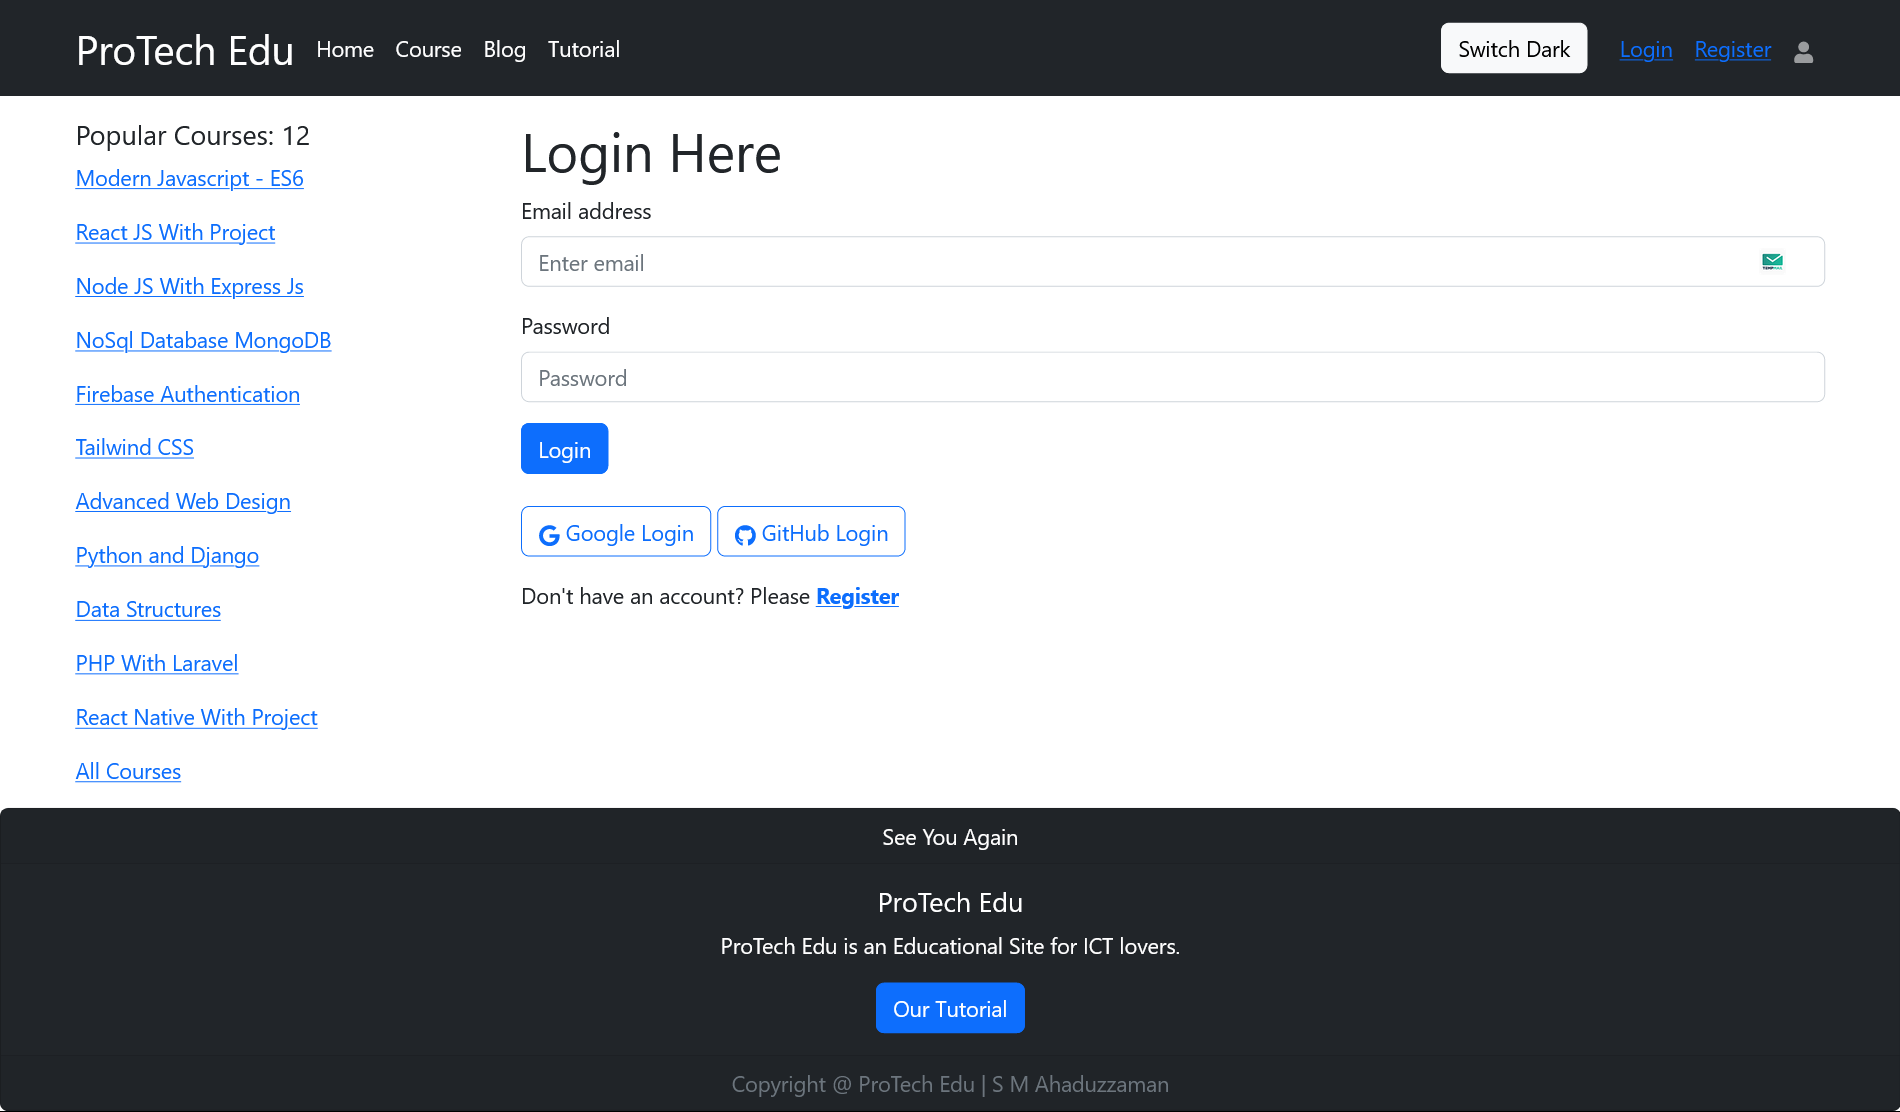 ProTech Edu Home Course Blog Tutorial Switch Dark Login Register
Popular Courses: 12
Modern Javascript - ES6
React JS With Project
Node JS With Express Js
NoSql Database MongoDB
Firebase Authentication
Tailwind CSS
Advanced Web Design
Python and Django
Data Structures
PHP With Laravel
React Native With Project
All Courses
Login Here
Email address
Enter email
Password
Password
Login
Google Login GitHub Login
Don't have an account? Please Register
See You Again
ProTech Edu
ProTech Edu is an Educational Site for ICT lovers.
Our Tutorial
Copyright @ ProTech Edu | S M Ahaduzzaman